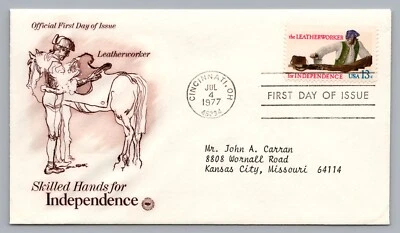 Official First Day of Issue
Leatherworker
the LEATHERWORKER
for INDEPENDENCE USA 13c
CINCINNATI, OH
JUL
4
1977
45234
FIRST DAY OF ISSUE
Mr. John A. Carran
8808 Wornall Road
Kansas City, Missouri 64114
Skilled Hands for
Independence